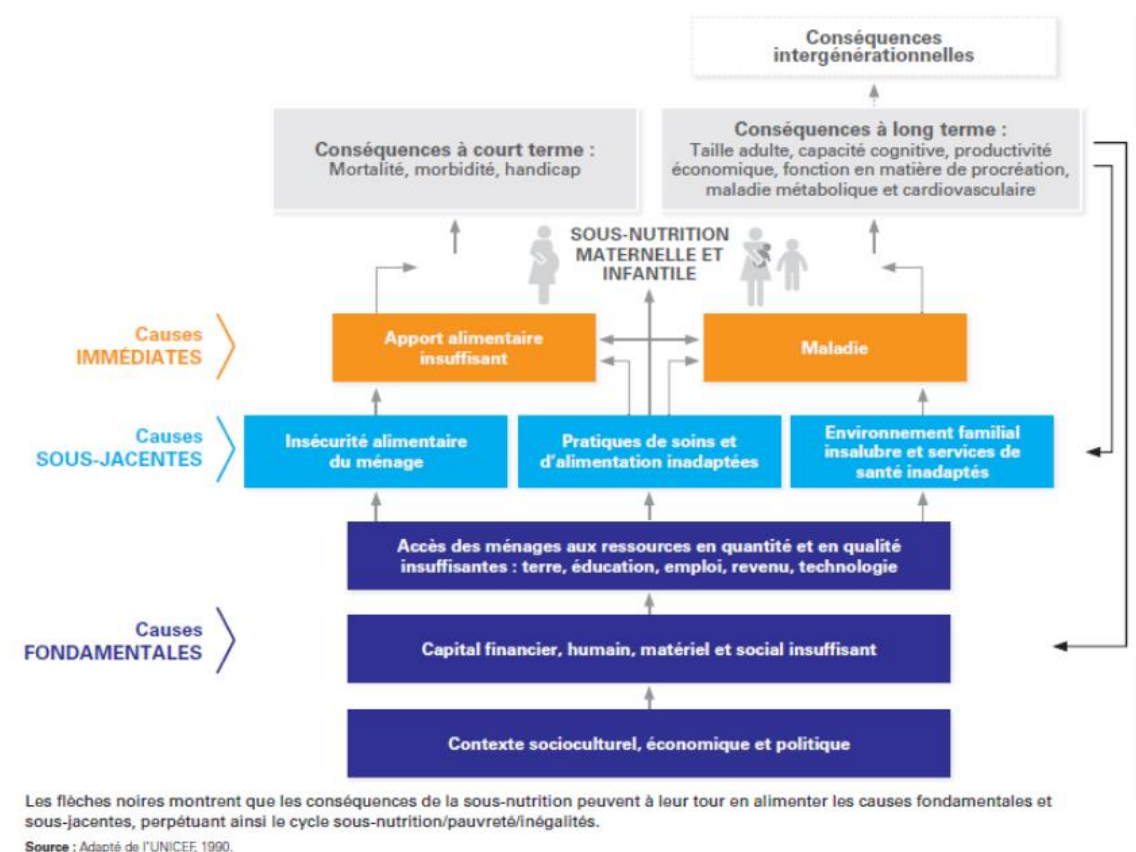 Conséquences
intergénérationnelles
Conséquences à court terme :
Mortalité, morbidité, handicap
Conséquences à long terme :
Taille adulte, capacité cognitive, productivité
économique, fonction en matière de procréation,
maladie métabolique et cardiovasculaire
SOUS-NUTRITION
MATERNELLE ET
INFANTILE
Causes
IMMÉDIATES
Apport alimentaire
insuffisant
Maladie
Causes
SOUS-JACENTES
Insécurité alimentaire
du ménage
Pratiques de soins et
d'alimentation inadaptées
Environnement familial
insalubre et services de
santé inadaptés
Accès des ménages aux ressources en quantité et en qualité
insuffisantes : terre, éducation, emploi, revenu, technologie
Causes
FONDAMENTALES
Capital financier, humain, matériel et social insuffisant
Contexte socioculturel, économique et politique
Les flèches noires montrent que les conséquences de la sous-nutrition peuvent à leur tour en alimenter les causes fondamentales et
sous-jacentes, perpétuant ainsi le cycle sous-nutrition/pauvreté/inégalités.
Source : Adapté de l'UNICEF, 1990.